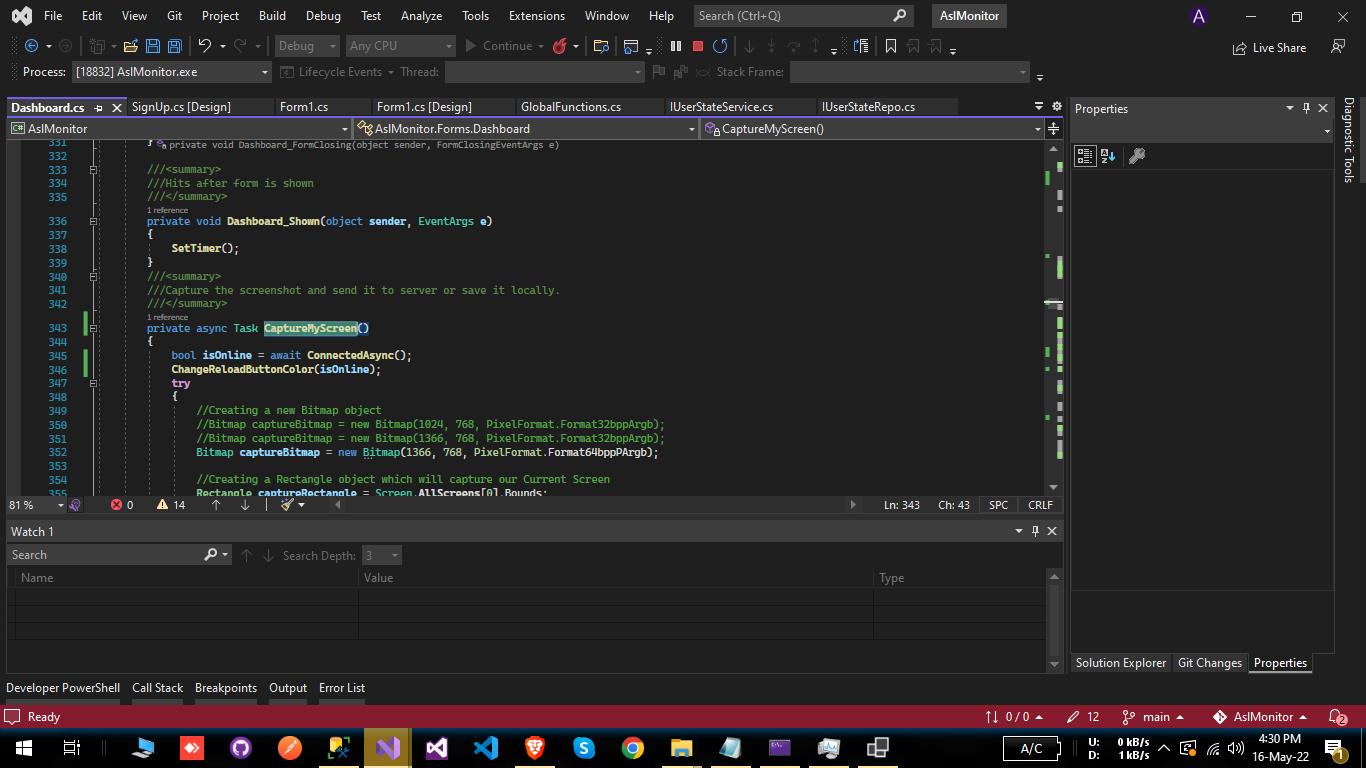 File Edit View Git Project Build Debug Test Analyze Tools Extensions Window Help Search (Ctrl+Q) AslMonitor A
Debug Any CPU Continue Live Share
Process: [18832] AslMonitor.exe Lifecycle Events Thread: Stack Frame:
Dashboard.cs SignUp.cs [Design] Form1.cs Form1.cs [Design] GlobalFunctions.cs IUserStateService.cs IUserStateRepo.cs
AslMonitor AslMonitor.Forms.Dashboard CaptureMyScreen()
331 } private void Dashboard_FormClosing(object sender, FormClosingEventArgs e)
332
333 ///<summary>
334 ///Hits after form is shown
335 ///</summary>
1 reference
336 private void Dashboard_Shown(object sender, EventArgs e)
337 {
338 SetTimer();
339 }
340 ///<summary>
341 ///Capture the screenshot and send it to server or save it locally.
342 ///</summary>
1 reference
343 private async Task CaptureMyScreen()
344 {
345 bool isOnline = await ConnectedAsync();
346 ChangeReloadButtonColor(isOnline);
347 try
348 {
349 //Creating a new Bitmap object
350 //Bitmap captureBitmap = new Bitmap(1024, 768, PixelFormat.Format32bppArgb);
351 //Bitmap captureBitmap = new Bitmap(1366, 768, PixelFormat.Format32bppArgb);
352 Bitmap captureBitmap = new Bitmap(1366, 768, PixelFormat.Format64bppPArgb);
353
354 //Creating a Rectangle object which will capture our Current Screen
355 Rectangle captureRectangle = Screen.AllScreens[0].Bounds;
81 % 0 14 Ln: 343 Ch: 43 SPC CRLF
Watch 1
Search Search Depth: 3
Name Value Type
Properties
Diagnostic Tools
Solution Explorer Git Changes Properties
Developer PowerShell Call Stack Breakpoints Output Error List
Ready 0 / 0 12 main AslMonitor 2
A/C U: 0 kB/s D: 1 kB/s 4:30 PM 16-May-22 1